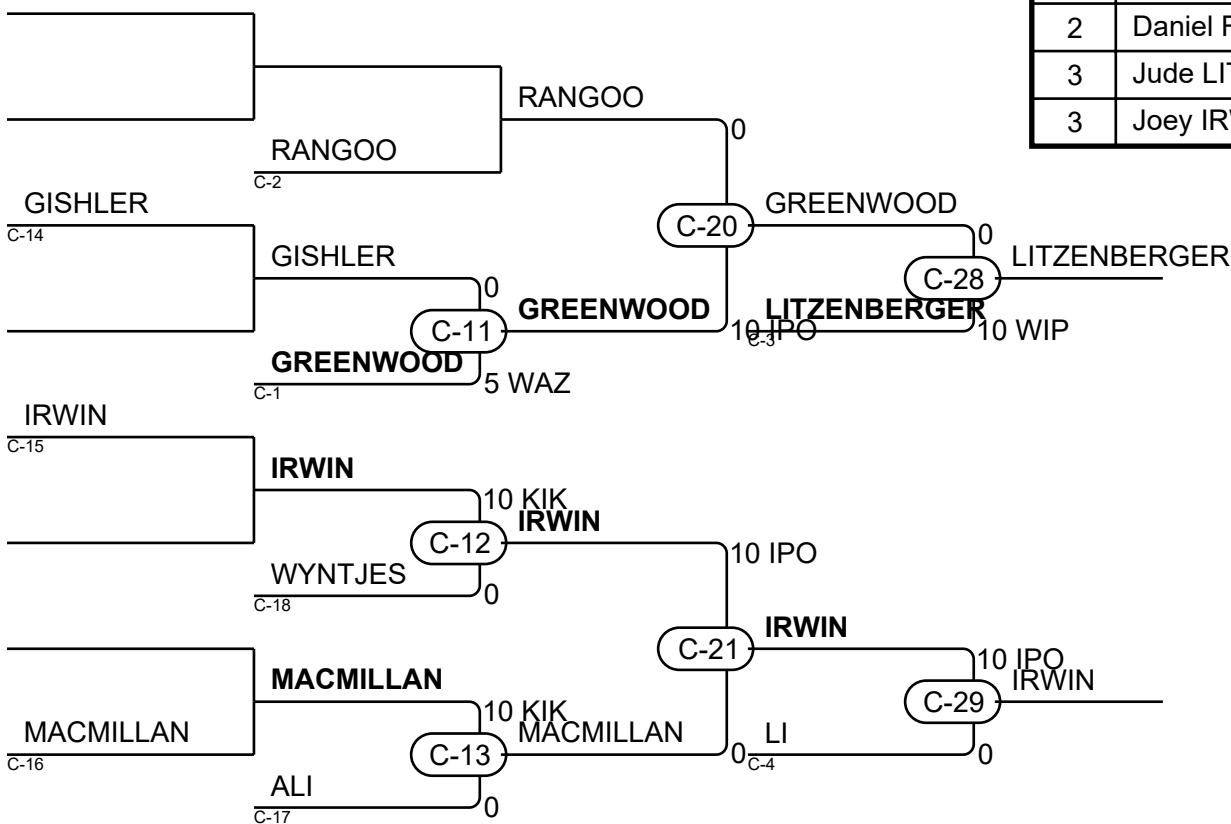 2 Daniel
3 Jude
3 Joey
RANGOO
0
RANGOO
C-2
GISHLER
C-14
C-20
GREENWOOD
0
GISHLER
0
C-28
LITZENBERGER
C-11
GREENWOOD
10 IPO
LITZENBERGER
C-3
10 WIP
GREENWOOD
C-1
5 WAZ
IRWIN
C-15
IRWIN
10 KIK
IRWIN
C-12
10 IPO
WYNTJES
C-18
0
C-21
IRWIN
10 IPO
IRWIN
MACMILLAN
10 KIK
C-29
MACMILLAN
C-16
C-13
MACMILLAN
0
LI
C-4
0
ALI
C-17
0